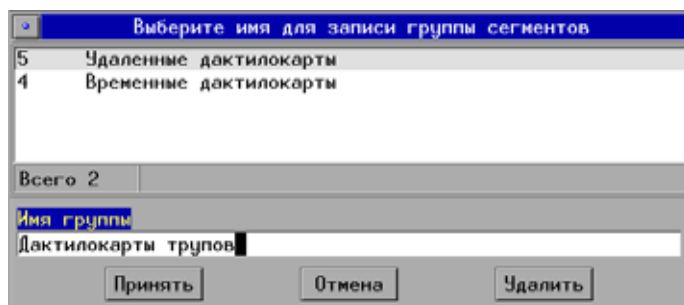 Выберите имя для записи группы сегментов
5 Удаленные дактилокарты
4 Временные дактилокарты
Всего 2
Имя группы
Дактилокарты трупов
Принять Отмена Удалить